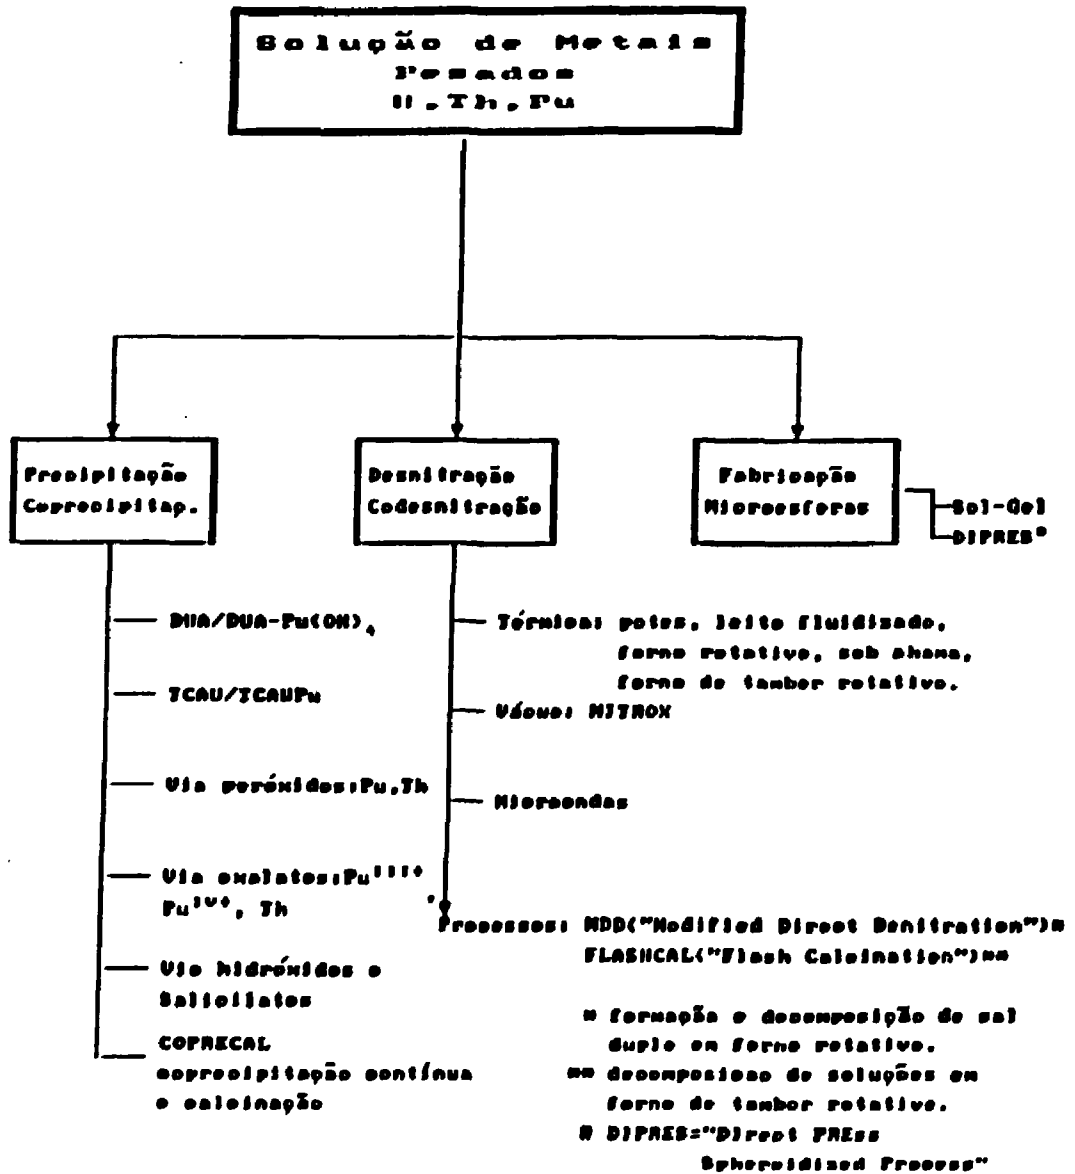 Solução de Metais
Pesados
U,Th,Pu
Precipitação
Coprecipitaç.
Desnitração
Codesnitração
Fabricação
Microesferas
Sol-Gel
DIPRES#
DUA/DUA-Pu(OH)4
TCAU/TCAUPu
Via peróxidos:Pu,Th
Via oxalatos:Pu III+
Pu IV+, Th
Via hidróxidos e
Salicilatos
COPRECAL
coprecipitação contínua
e calcinação
Térmica: potes, leito fluidizado,
forno rotativo, sob chama,
forno de tambor rotativo.
Vácuo: NITROX
Microondas
Processos: MDD("Modified Direct Denitration")*
FLASHCAL("Flash Calcination")**
* formação e decomposição de sal
duplo em forno rotativo.
** decomposicao de soluções em
forno de tambor rotativo.
# DIPRES="DIrect PREss
Spheroidized Process"